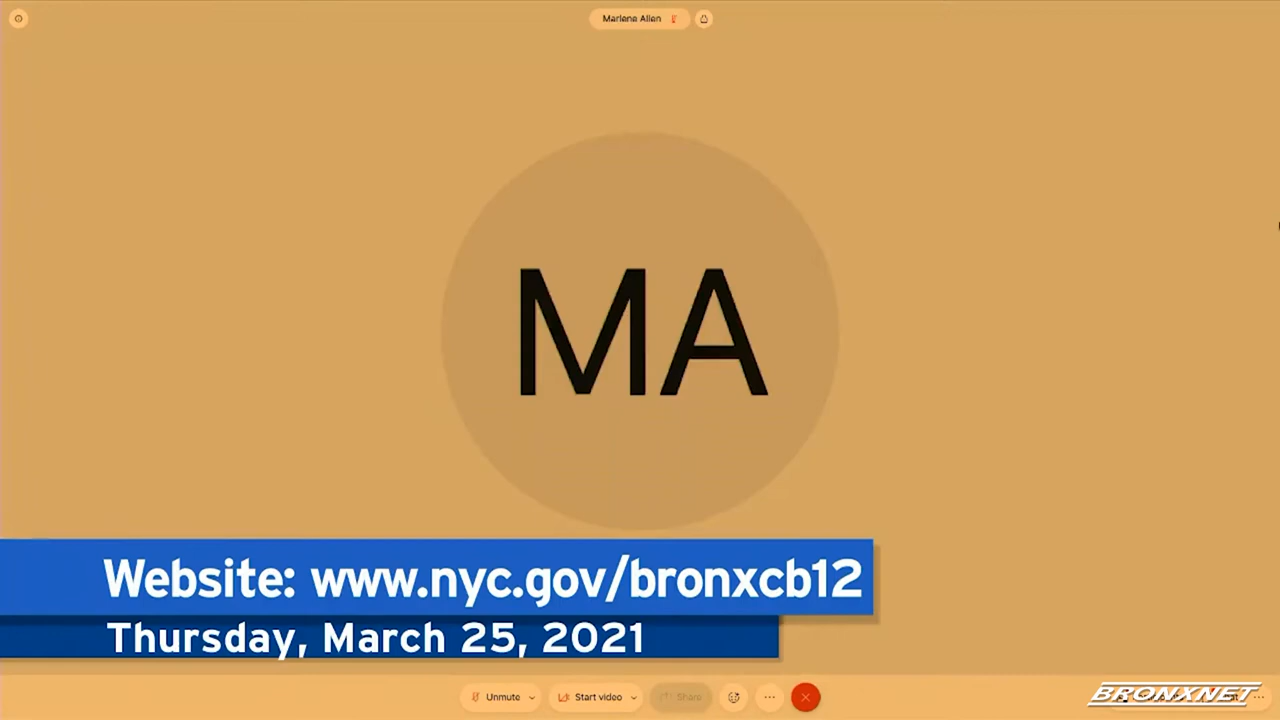 Marlene Allen
MA
Website: www.nyc.gov/bronxcb12
Thursday, March 25, 2021
Unmute
Start video
Share
BRONXNET